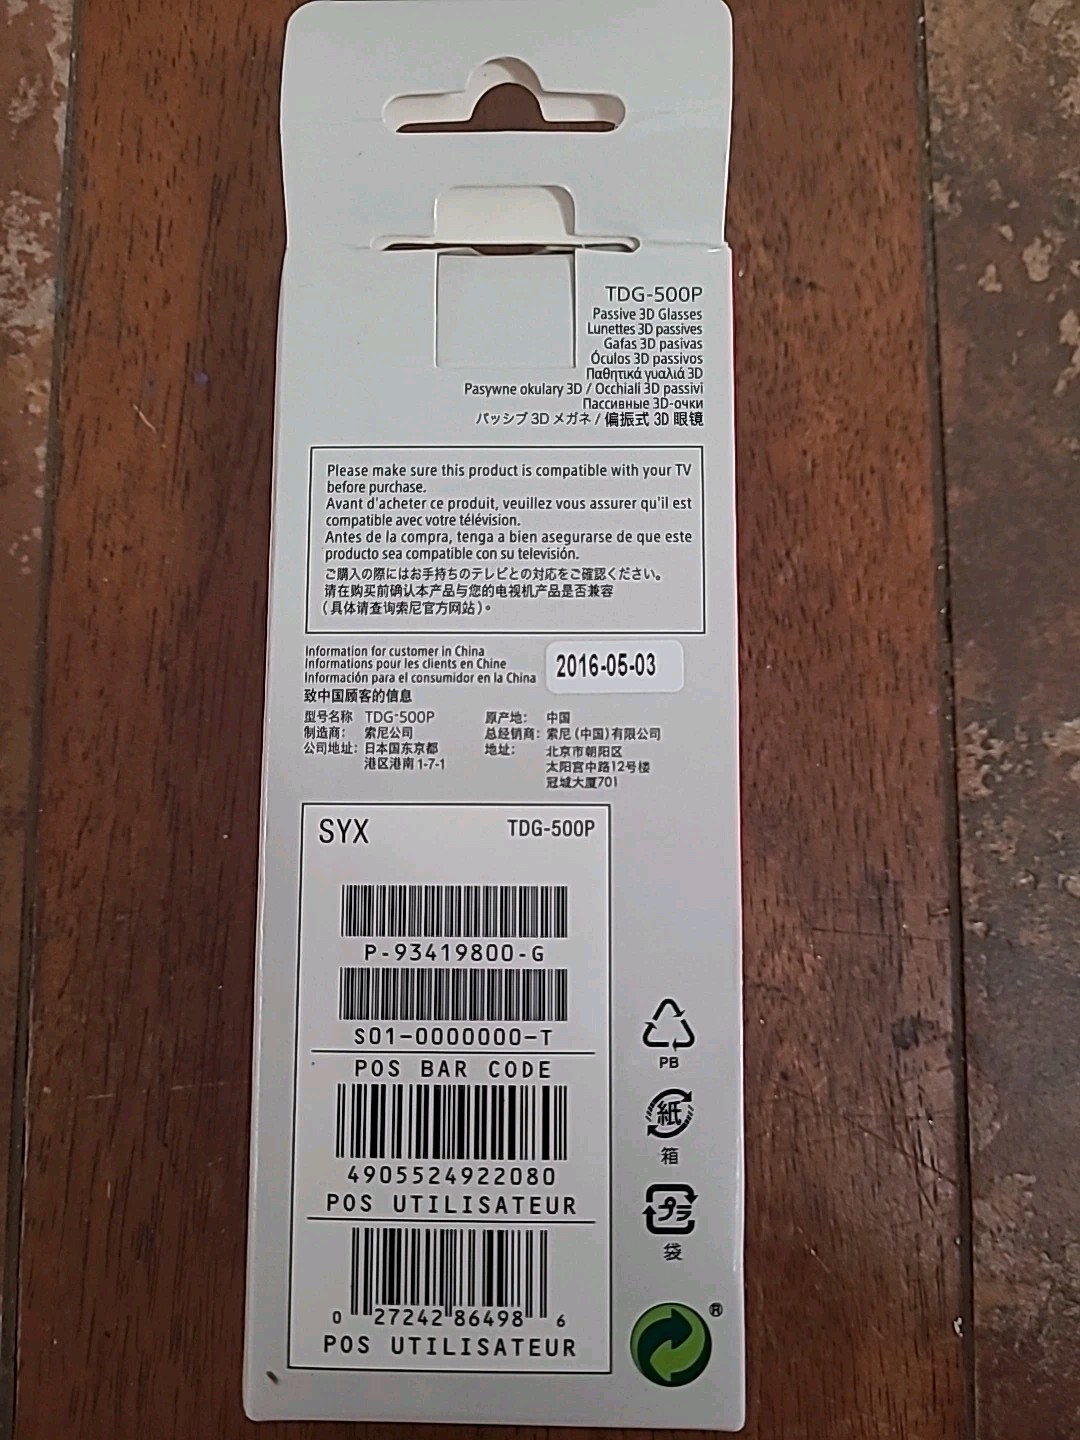 TDG-500P
Passive 3D Glasses
Lunettes 3D passives
Gafas 3D pasivas
Óculos 3D passivos
Παθητικά γυαλιά 3D
Pasywne okulary 3D / Occhiali 3D passivi
Пассивные 3D-очки
パッシブ 3D メガネ / 偏振式 3D 眼镜
Please make sure this product is compatible with your TV
before purchase.
Avant d'acheter ce produit, veuillez vous assurer qu'il est
compatible avec votre télévision.
Antes de la compra, tenga a bien asegurarse de que este
producto sea compatible con su televisión.
ご購入の際にはお手持ちのテレビとの対応をご確認ください。
请在购买前确认本产品与您的电视机产品是否兼容
(具体请查询索尼官方网站)。
Information for customer in China
Informations pour les clients en Chine
Información para el consumidor en la China
2016-05-03
致中国顾客的信息
型号名称 TDG-500P 原产地: 中国
制造商: 索尼公司 总经销商: 索尼 (中国)有限公司
公司地址: 日本国东京都 地址: 北京市朝阳区
港区港南 1-7-1 太阳宫中路12号楼
冠城大厦701
SYX TDG-500P
P-93419800-G
S01-0000000-T
POS BAR CODE
4905524922080
POS UTILISATEUR
0 27242 86498 6
POS UTILISATEUR
PB
紙
箱
プラ
袋
®